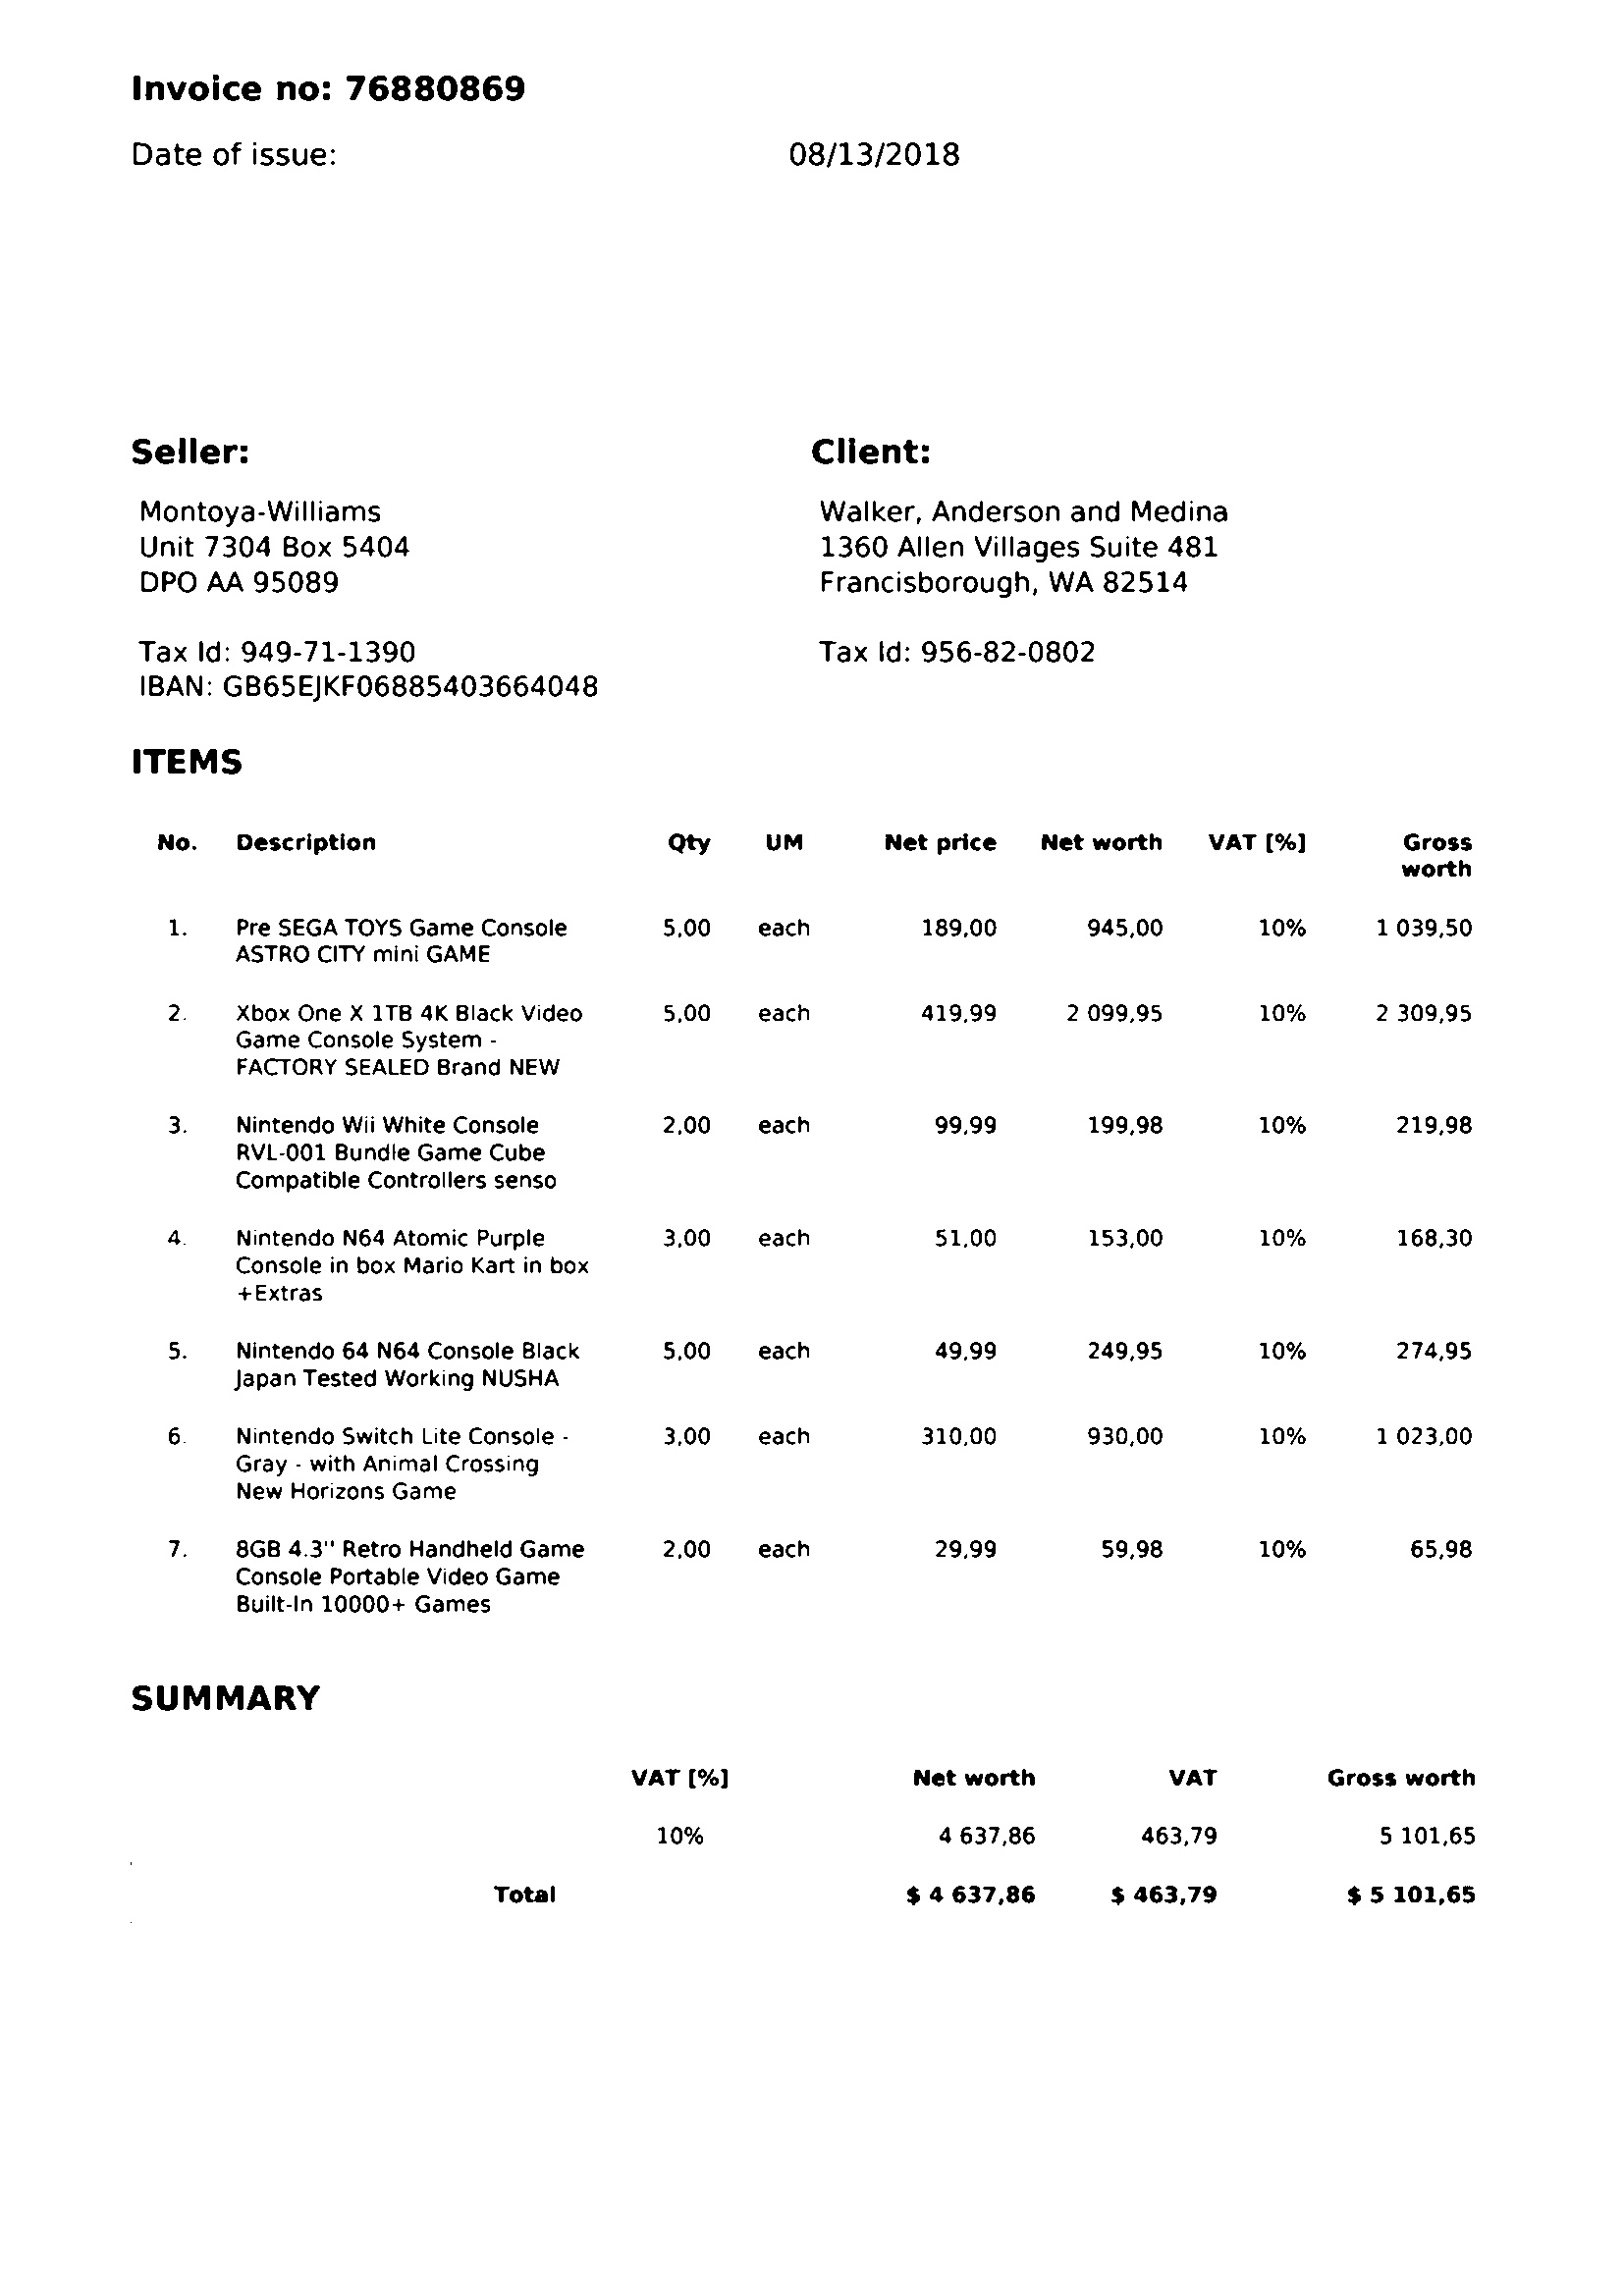 Invoice no: 76880869
Date of issue: 08/13/2018
Seller: Client:
Montoya-Williams Walker, Anderson and Medina
Unit 7304 Box 5404 1360 Allen Villages Suite 481
DPO AA 95089 Francisborough, WA 82514
Tax Id: 949-71-1390 Tax Id: 956-82-0802
IBAN: GB65EJKF06885403664048
ITEMS
No. Description Qty UM Net price Net worth VAT [%] Gross
worth
1. Pre SEGA TOYS Game Console 5,00 each 189,00 945,00 10% 1 039,50
ASTRO CITY mini GAME
2. Xbox One X 1TB 4K Black Video 5,00 each 419,99 2 099,95 10% 2 309,95
Game Console System -
FACTORY SEALED Brand NEW
3. Nintendo Wii White Console 2,00 each 99,99 199,98 10% 219,98
RVL-001 Bundle Game Cube
Compatible Controllers senso
4. Nintendo N64 Atomic Purple 3,00 each 51,00 153,00 10% 168,30
Console in box Mario Kart in box
+Extras
5. Nintendo 64 N64 Console Black 5,00 each 49,99 249,95 10% 274,95
Japan Tested Working NUSHA
6. Nintendo Switch Lite Console - 3,00 each 310,00 930,00 10% 1 023,00
Gray - with Animal Crossing
New Horizons Game
7. 8GB 4.3'' Retro Handheld Game 2,00 each 29,99 59,98 10% 65,98
Console Portable Video Game
Built-In 10000+ Games
SUMMARY
VAT [%] Net worth VAT Gross worth
10% 4 637,86 463,79 5 101,65
Total $ 4 637,86 $ 463,79 $ 5 101,65